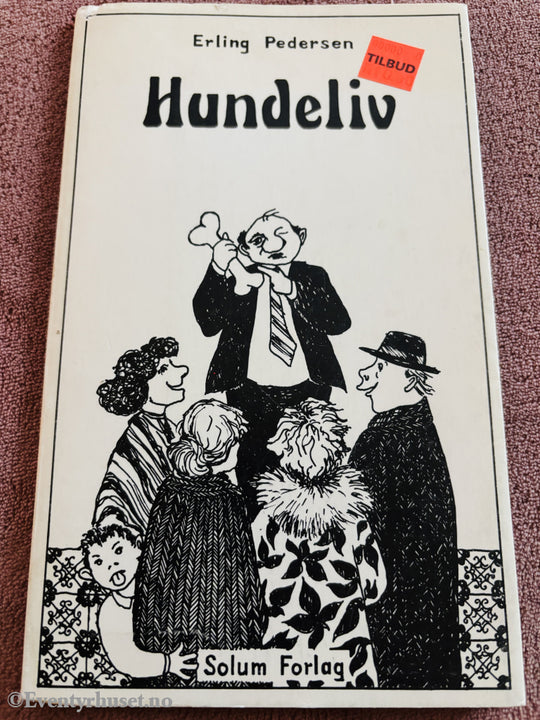 Erling Pedersen
TILBUD
Hundeliv
Solum Forlag
©Eventyrhuset.no